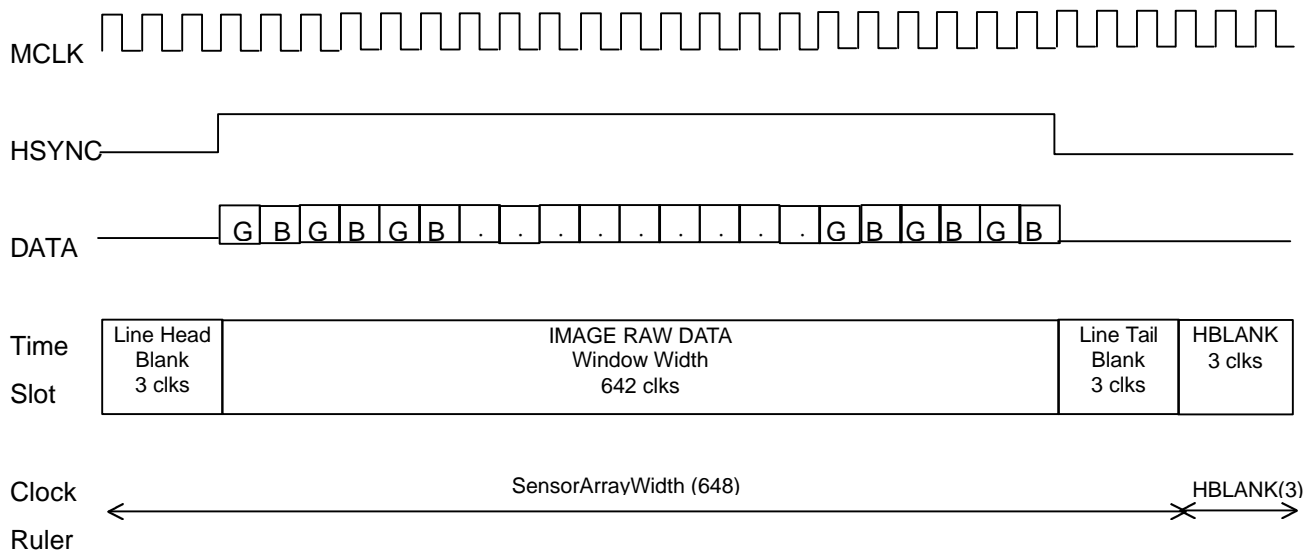 MCLK
HSYNC
DATA
G B G B G B . . . . . . . . . G B G B G B
Time
Slot
Line Head
Blank
3 clks
IMAGE RAW DATA
Window Width
642 clks
Line Tail
Blank
3 clks
HBLANK
3 clks
Clock
Ruler
SensorArrayWidth (648)
HBLANK(3)